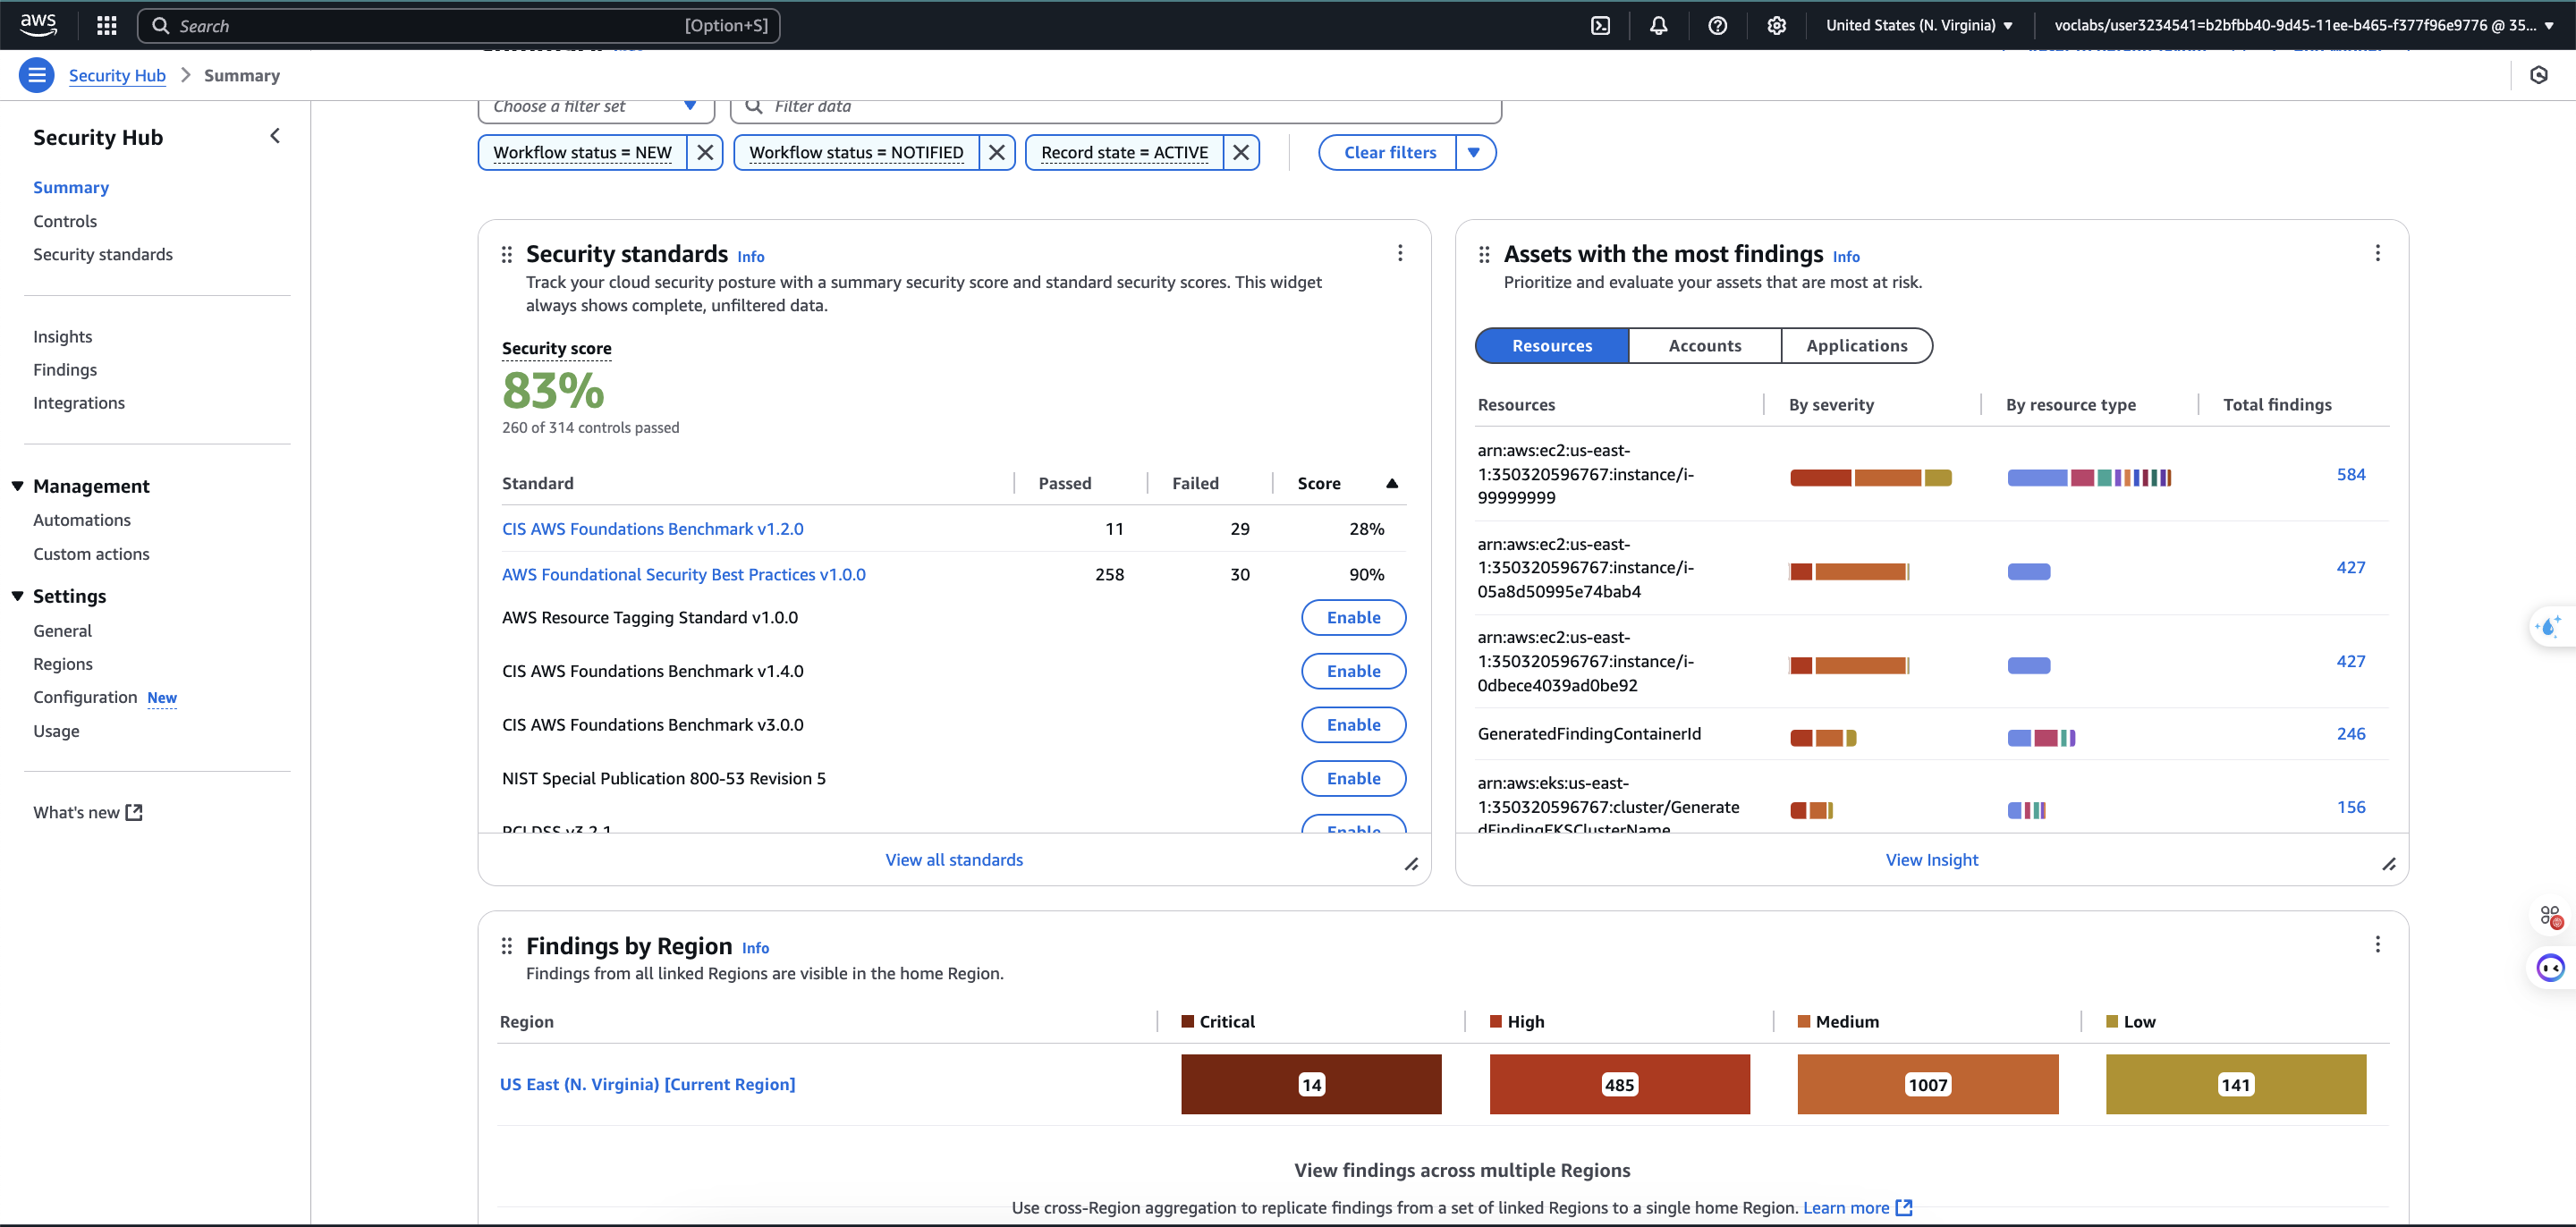 aws
Search
[Option+S]
United States (N. Virginia)
voclabs/user3234541=b2bfbb40-9d45-11ee-b465-f377f96e9776 @ 35...
Security Hub
Summary
Security Hub
Summary
Controls
Security standards
Insights
Findings
Integrations
Management
Automations
Custom actions
Settings
General
Regions
Configuration New
Usage
What's new
Choose a filter set
Filter data
Workflow status = NEW
Workflow status = NOTIFIED
Record state = ACTIVE
Clear filters
Security standards Info
Track your cloud security posture with a summary security score and standard security scores. This widget
always shows complete, unfiltered data.
Security score
83%
260 of 314 controls passed
Standard Passed Failed Score
CIS AWS Foundations Benchmark v1.2.0 11 29 28%
AWS Foundational Security Best Practices v1.0.0 258 30 90%
AWS Resource Tagging Standard v1.0.0 Enable
CIS AWS Foundations Benchmark v1.4.0 Enable
CIS AWS Foundations Benchmark v3.0.0 Enable
NIST Special Publication 800-53 Revision 5 Enable
PCI DSS v3.2.1 Enable
View all standards
Assets with the most findings Info
Prioritize and evaluate your assets that are most at risk.
Resources Accounts Applications
Resources By severity By resource type Total findings
arn:aws:ec2:us-east-
1:350320596767:instance/i-
99999999
584
arn:aws:ec2:us-east-
1:350320596767:instance/i-
05a8d50995e74bab4
427
arn:aws:ec2:us-east-
1:350320596767:instance/i-
0dbece4039ad0be92
427
GeneratedFindingContainerId 246
arn:aws:eks:us-east-
1:350320596767:cluster/Generate
dFindingEKSClusterName
156
View Insight
Findings by Region Info
Findings from all linked Regions are visible in the home Region.
Region Critical High Medium Low
US East (N. Virginia) [Current Region] 14 485 1007 141
View findings across multiple Regions
Use cross-Region aggregation to replicate findings from a set of linked Regions to a single home Region. Learn more